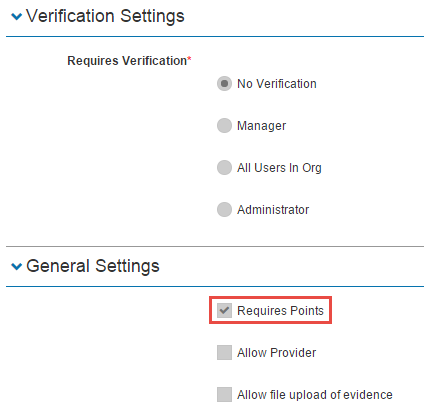 Verification Settings
Requires Verification*
No Verification
Manager
All Users In Org
Administrator
General Settings
Requires Points
Allow Provider
Allow file upload of evidence